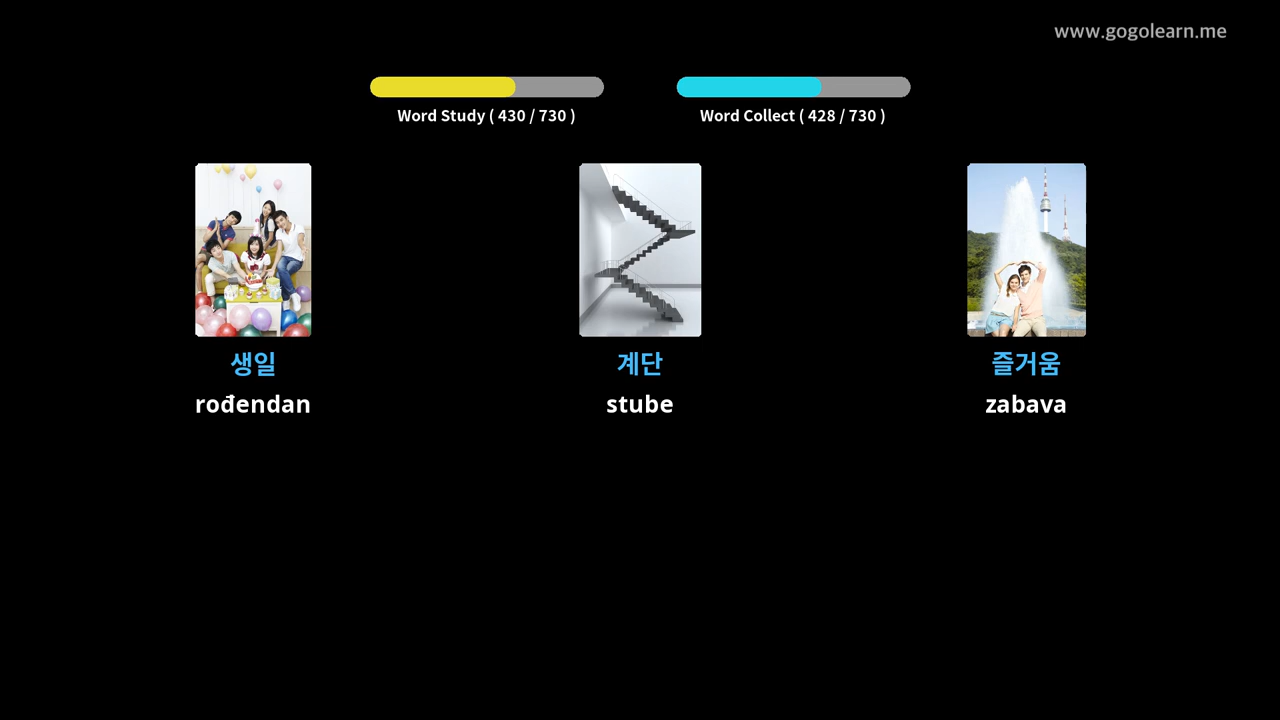 www.gogolearn.me
Word Study ( 430 / 730 )
Word Collect ( 428 / 730 )
생일
계단
즐거움
rođendan
stube
zabava